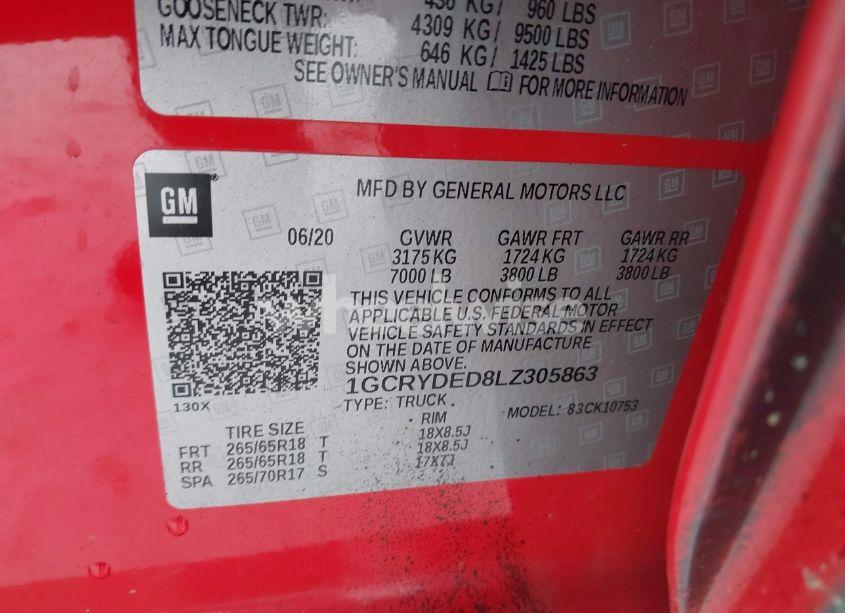 436 KG/ 960 LBS
GOOSENECK TWR: 4309 KG/ 9500 LBS
MAX TONGUE WEIGHT: 646 KG/ 1425 LBS
SEE OWNER'S MANUAL FOR MORE INFORMATION
GM
MFD BY GENERAL MOTORS LLC
06/20 GVWR GAWR FRT GAWR RR
3175 KG 1724 KG 1724 KG
7000 LB 3800 LB 3800 LB
THIS VEHICLE CONFORMS TO ALL
APPLICABLE U.S. FEDERAL MOTOR
VEHICLE SAFETY STANDARDS IN EFFECT
ON THE DATE OF MANUFACTURE
SHOWN ABOVE.
1GCRYDED8LZ305863
130X
TYPE: TRUCK MODEL: 83CK10753
TIRE SIZE RIM
FRT 265/65R18 T 18X8.5J
RR 265/65R18 T 18X8.5J
SPA 265/70R17 S 17X7J